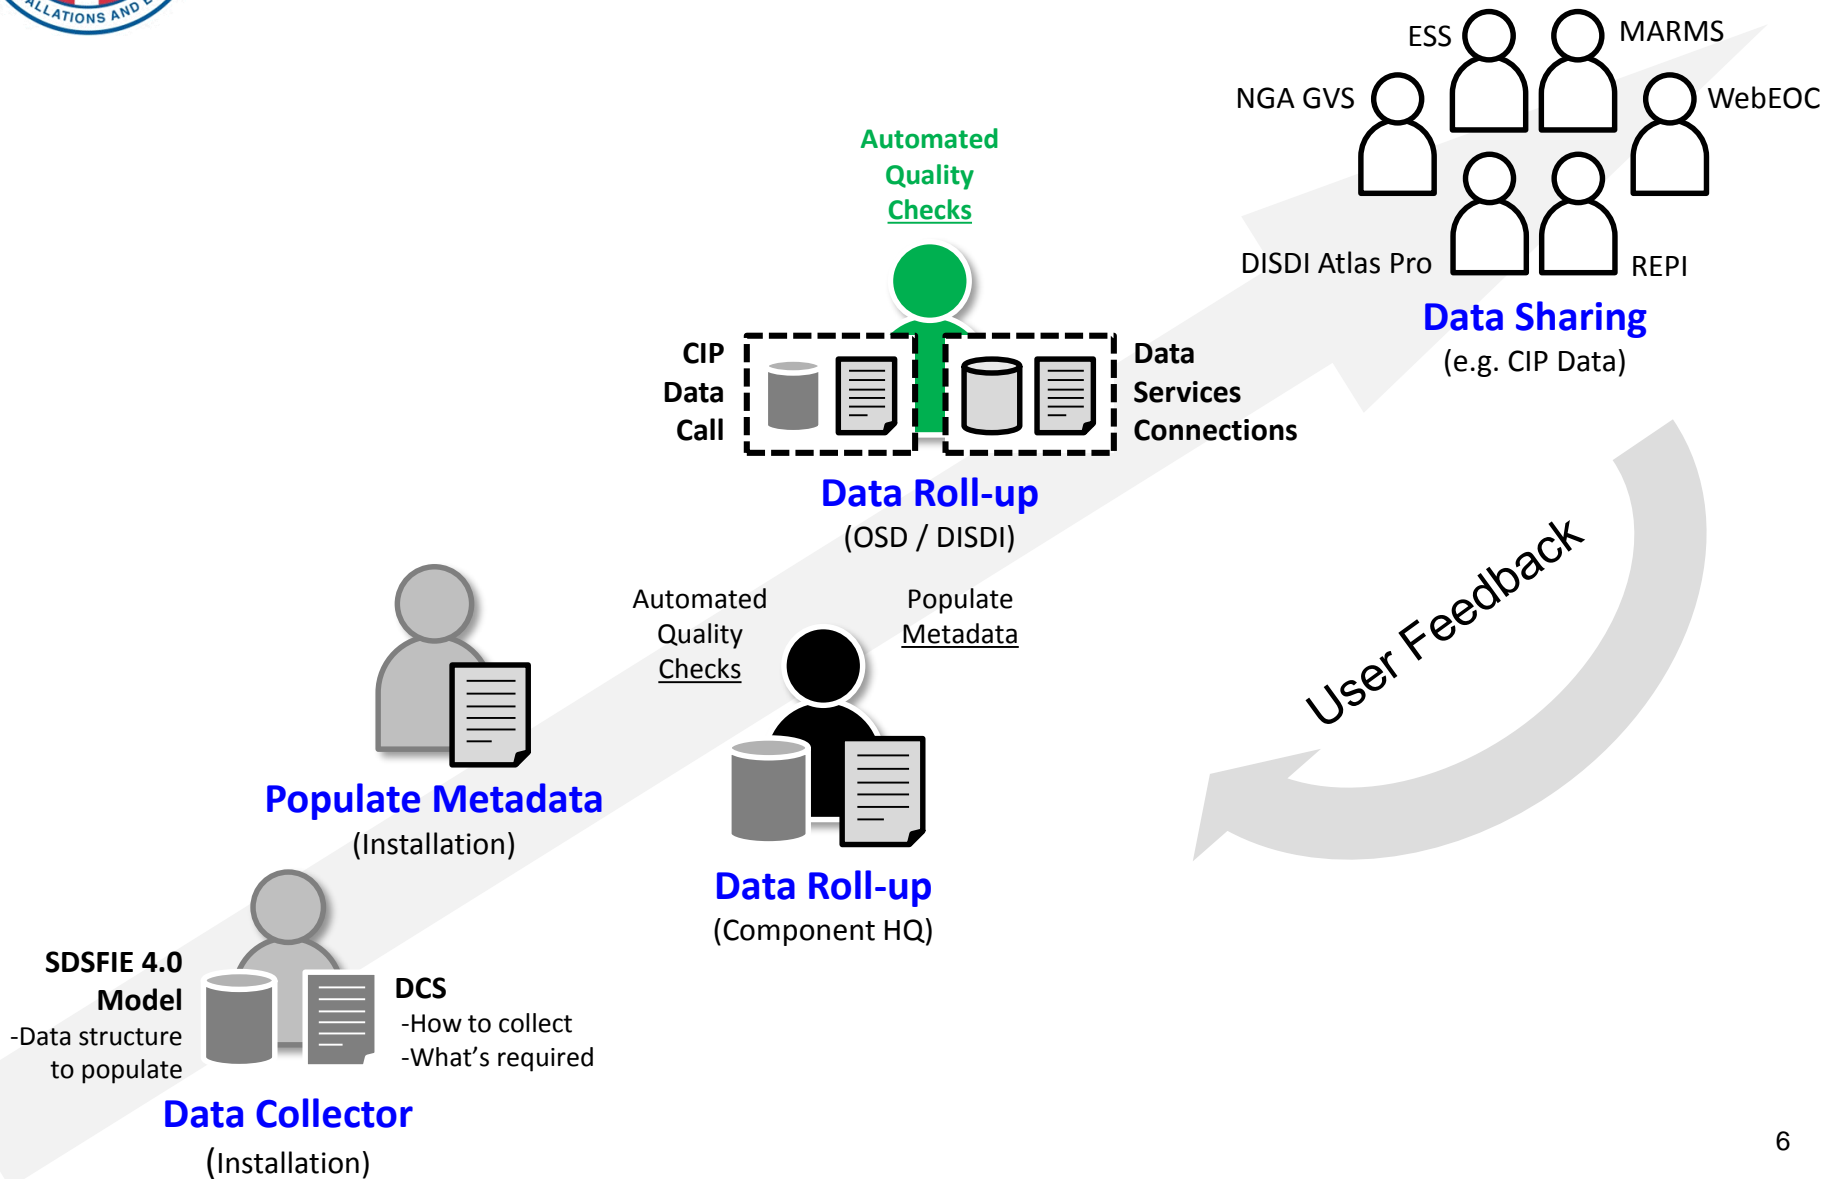 ALLATIONS AND E
ESS
MARMS
NGA GVS
WebEOC
DISDI Atlas Pro
REPI
Data Sharing
(e.g. CIP Data)
Automated
Quality
Checks
CIP
Data
Call
Data
Services
Connections
Data Roll-up
(OSD / DISDI)
Automated
Quality
Checks
Populate
Metadata
User Feedback
Populate Metadata
(Installation)
Data Roll-up
(Component HQ)
SDSFIE 4.0
Model
-Data structure
to populate
DCS
-How to collect
-What’s required
Data Collector
(Installation)
6